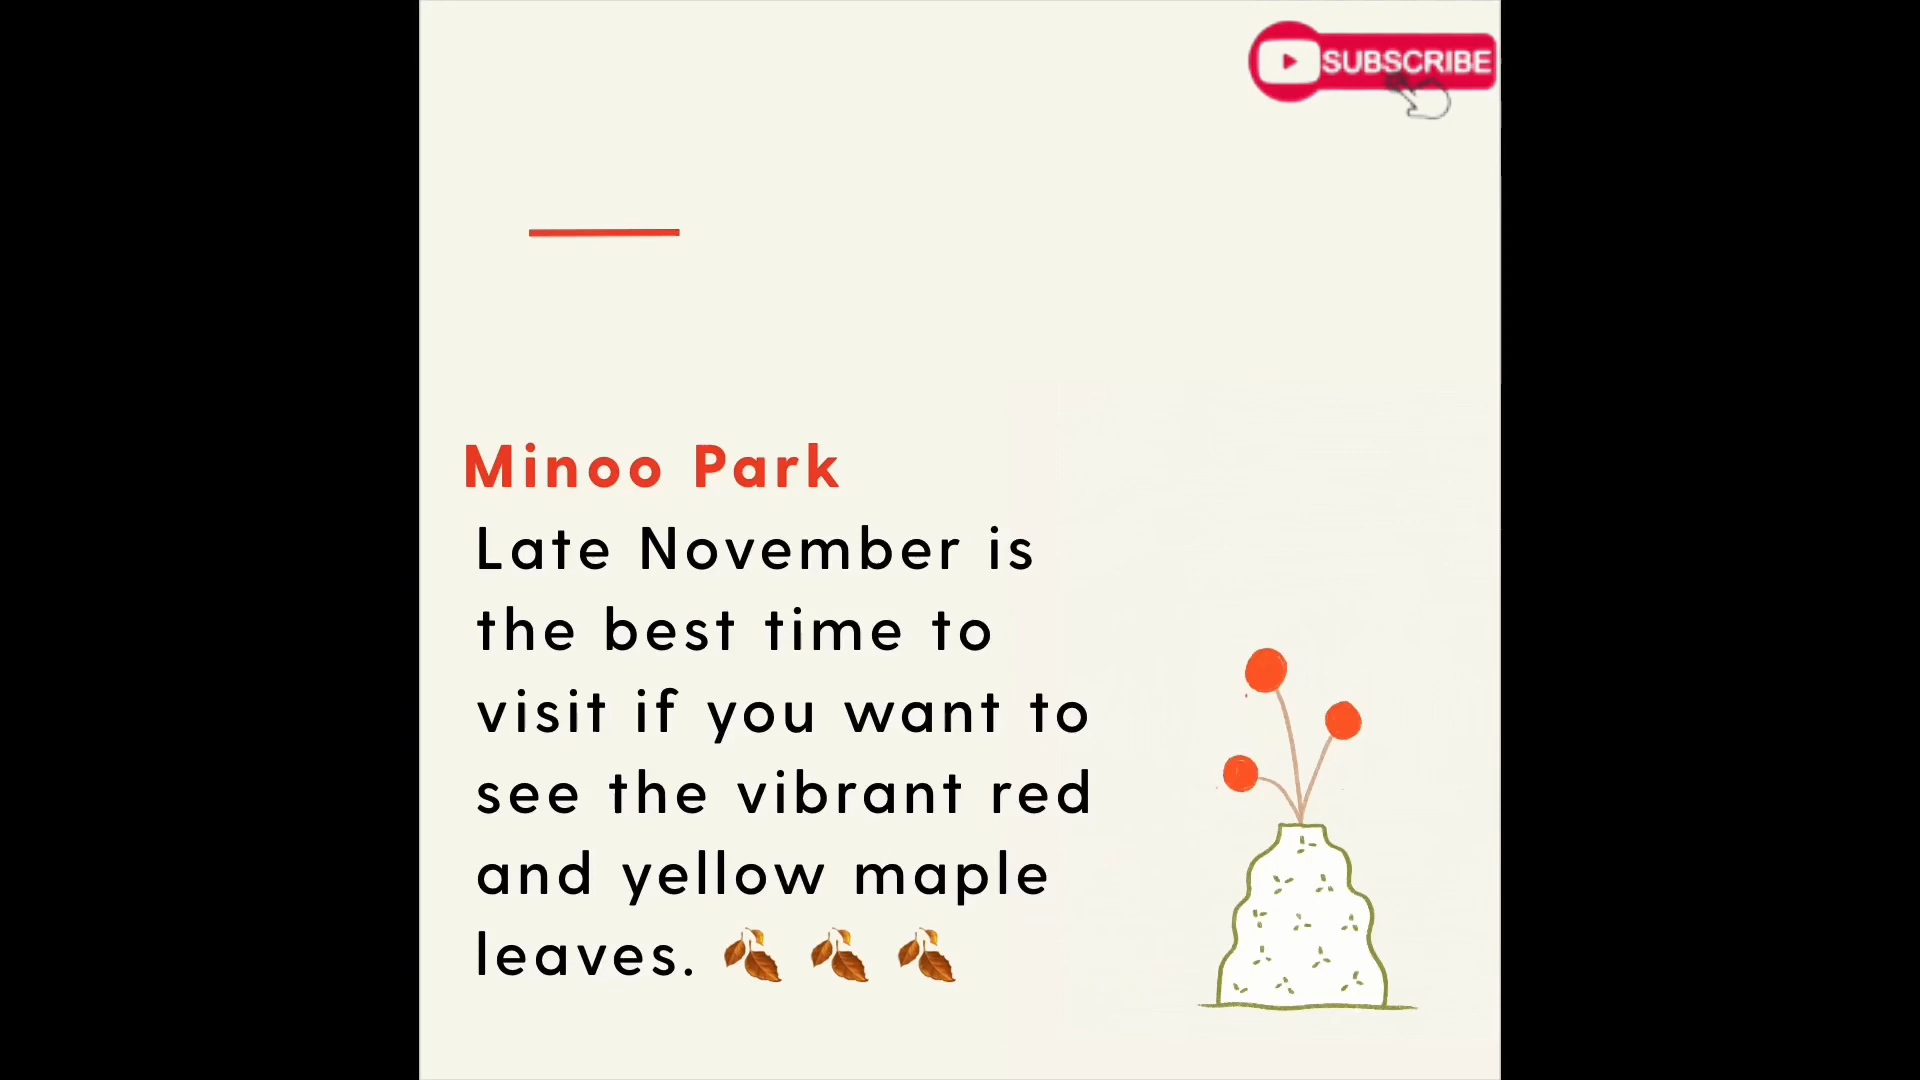 SUBSCRIBE
Minoo Park
Late November is
the best time to
visit if you want to
see the vibrant red
and yellow maple
leaves. 🍂 🍂 🍂